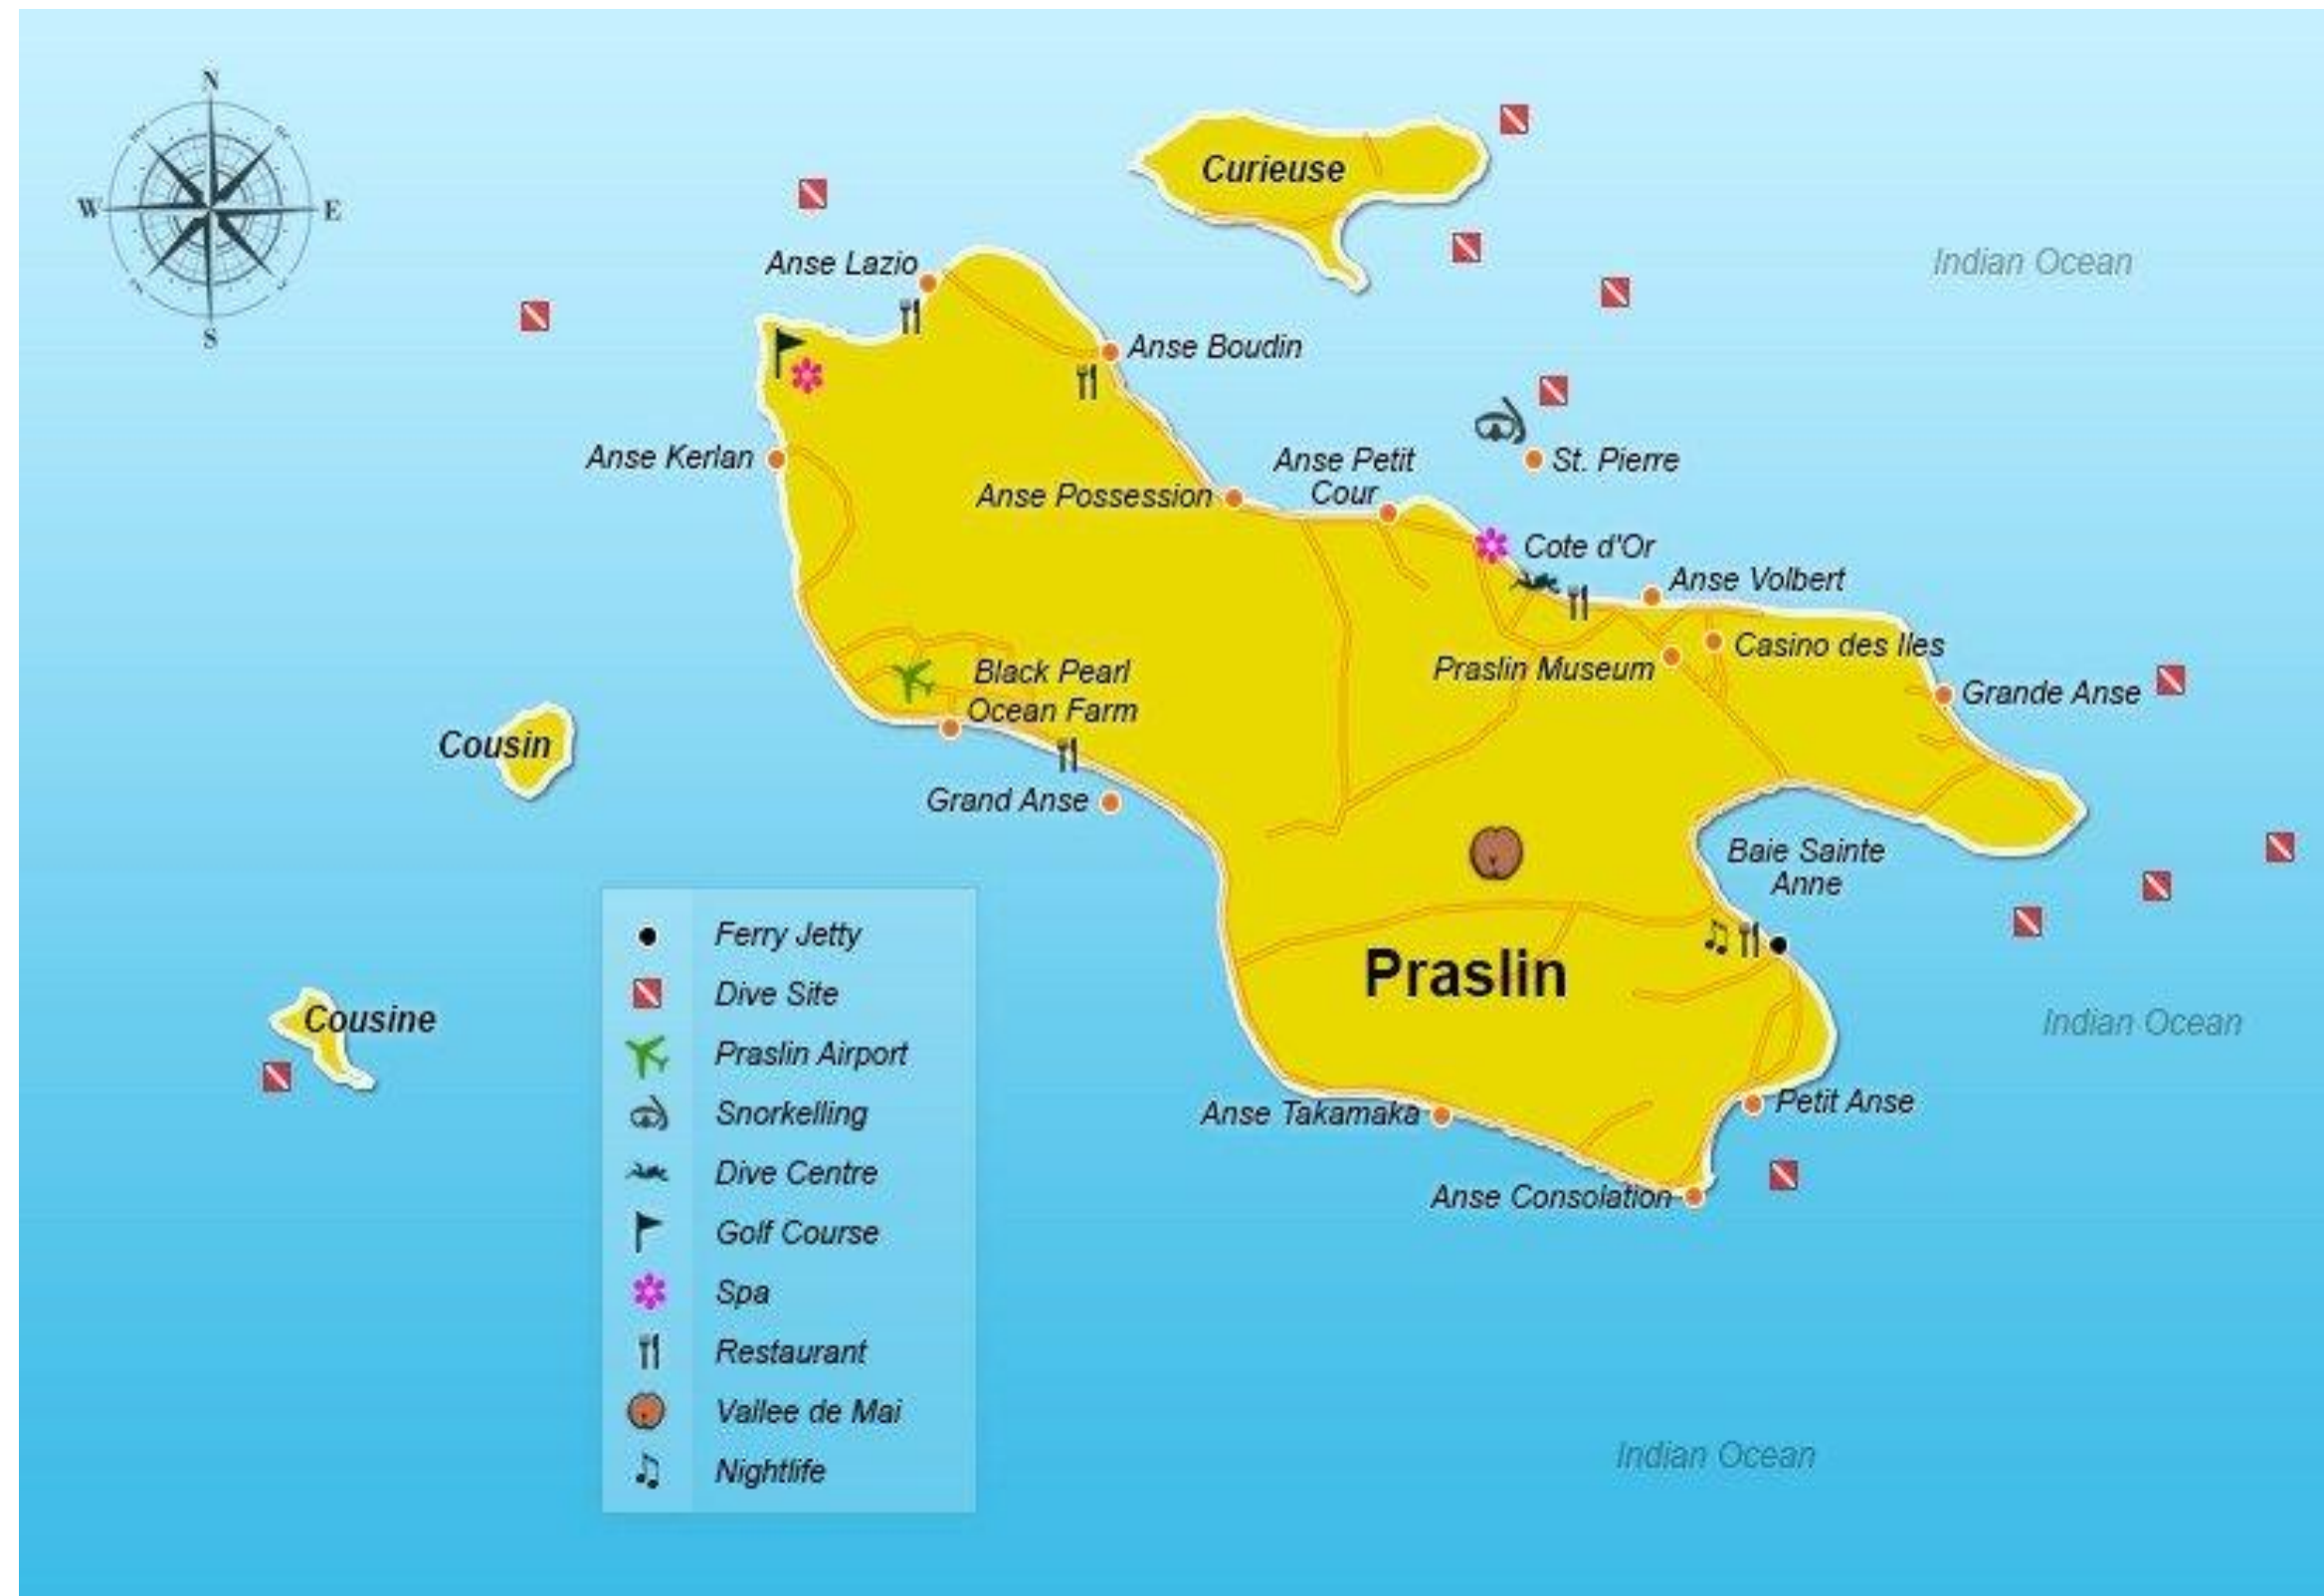 N
W
E
S
Curieuse
Indian Ocean
Anse Lazio
Anse Boudin
Anse Kerlan
Anse Petit
Cour
St. Pierre
Anse Possession
Cote d'Or
Anse Volbert
Casino des Iles
Praslin Museum
Black Pearl
Ocean Farm
Grande Anse
Cousin
Grand Anse
Baie Sainte
Anne
Praslin
Cousine
Indian Ocean
Anse Takamaka
Petit Anse
Anse Consolation
Ferry Jetty
Dive Site
Praslin Airport
Snorkelling
Dive Centre
Golf Course
Spa
Restaurant
Vallee de Mai
Nightlife
Indian Ocean